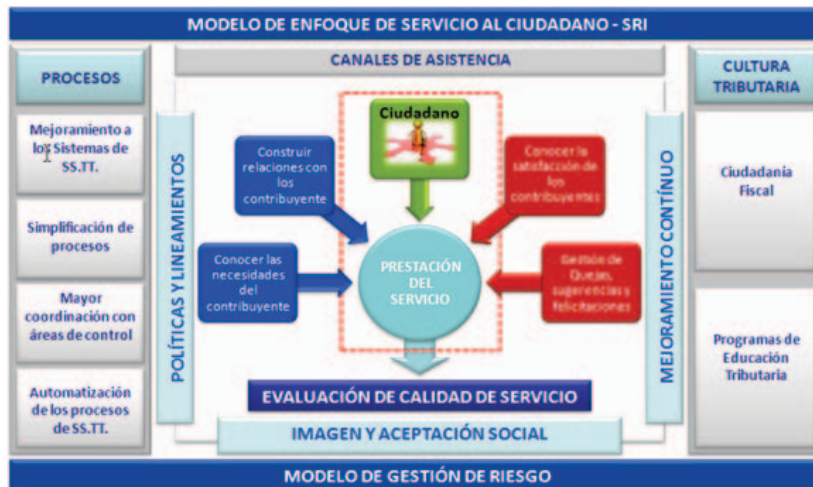 MODELO DE ENFOQUE DE SERVICIO AL CIUDADANO - SRI
PROCESOS
Mejoramiento a
los Sistemas de
SS.TT.
Simplificación de
procesos
Mayor
coordinación con
áreas de control
Automatización
de los procesos
de SS.TT.
POLÍTICAS Y LINEAMIENTOS
CANALES DE ASISTENCIA
Ciudadano
Construir
relaciones con
los
contribuyente
Conocer las
necesidades
del
contribuyente
PRESTACIÓN
DEL
SERVICIO
Conocer la
satisfacción de
los
contribuyentes
Gestión de
Quejas,
sugerencias y
felicitaciones
EVALUACIÓN DE CALIDAD DE SERVICIO
IMAGEN Y ACEPTACIÓN SOCIAL
MEJORAMIENTO CONTÍNUO
CULTURA
TRIBUTARIA
Ciudadanía
Fiscal
Programas de
Educación
Tributaria
MODELO DE GESTIÓN DE RIESGO